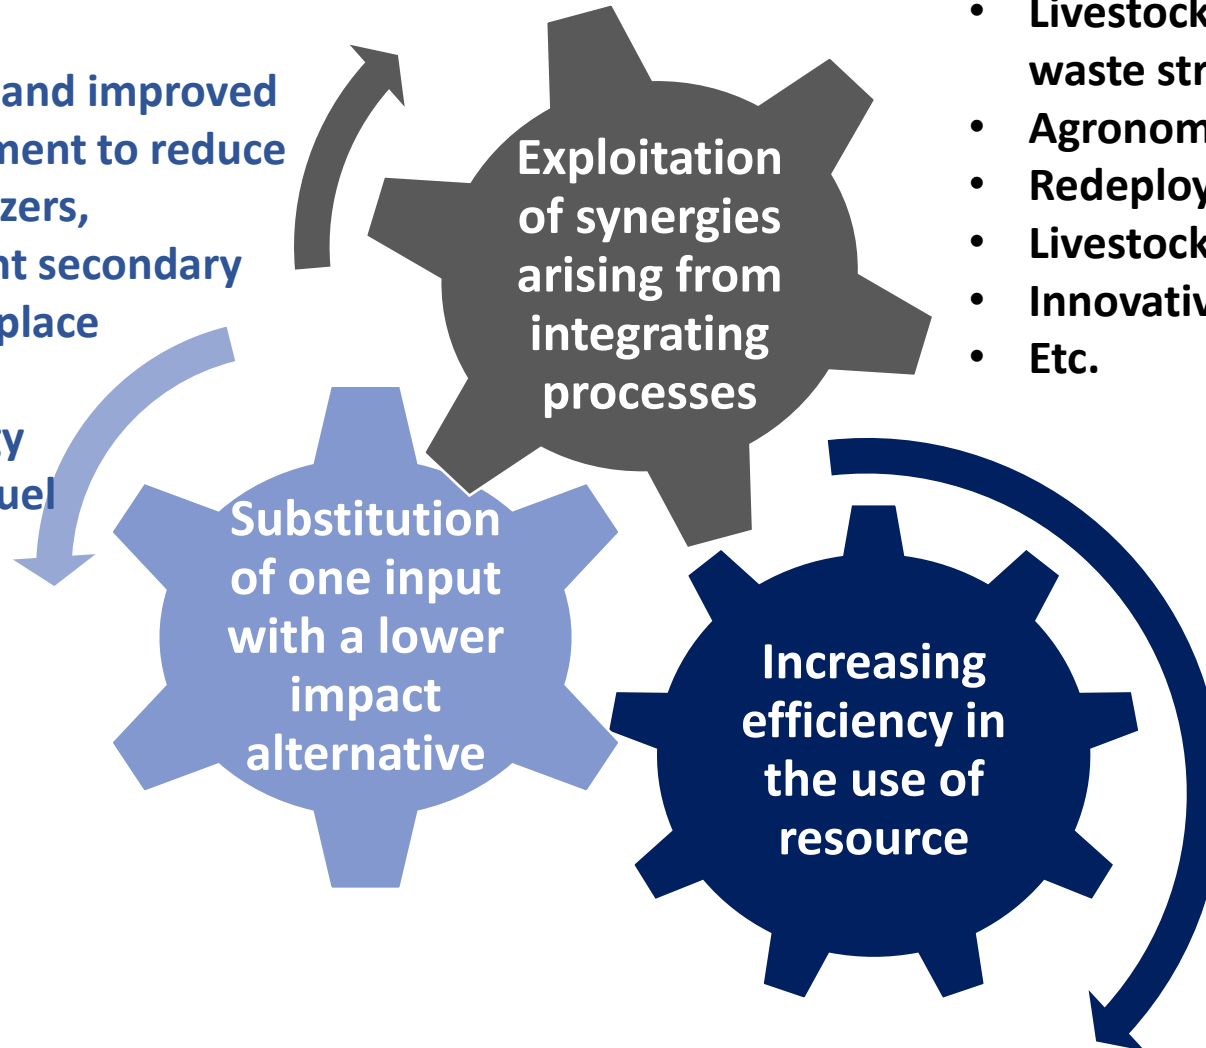 and improved
ment to reduce
zers,
nt secondary
place
gy
uel
Exploitation
of synergies
arising from
integrating
processes
• Livestock
waste str
• Agronom
• Redeploy
• Livestock
• Innovativ
• Etc.
Substitution
of one input
with a lower
impact
alternative
Increasing
efficiency in
the use of
resource